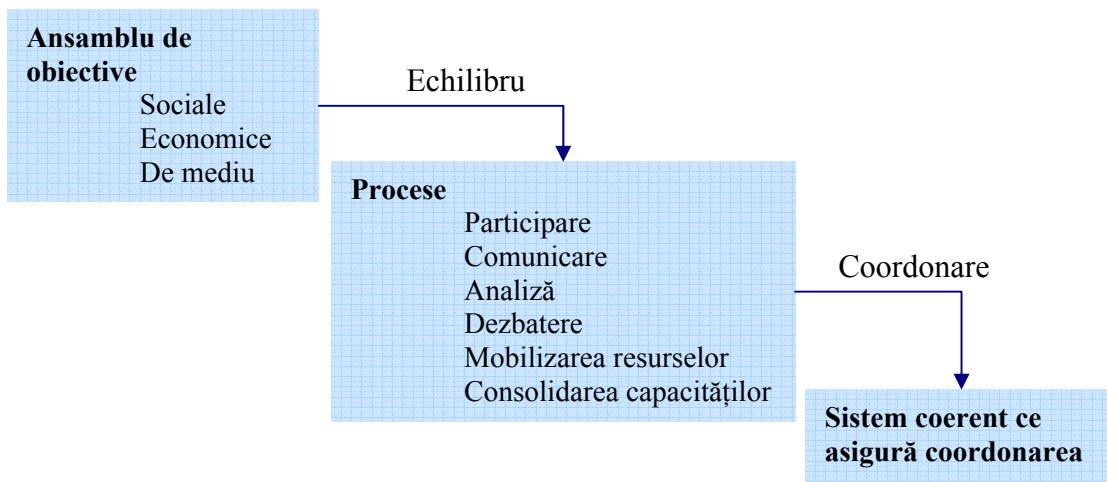 Ansamblu de
obiective
Sociale
Economice
De mediu
Echilibru
Procese
Participare
Comunicare
Analiză
Dezbatere
Mobilizarea resurselor
Consolidarea capacităților
Coordonare
Sistem coerent ce
asigură coordonarea